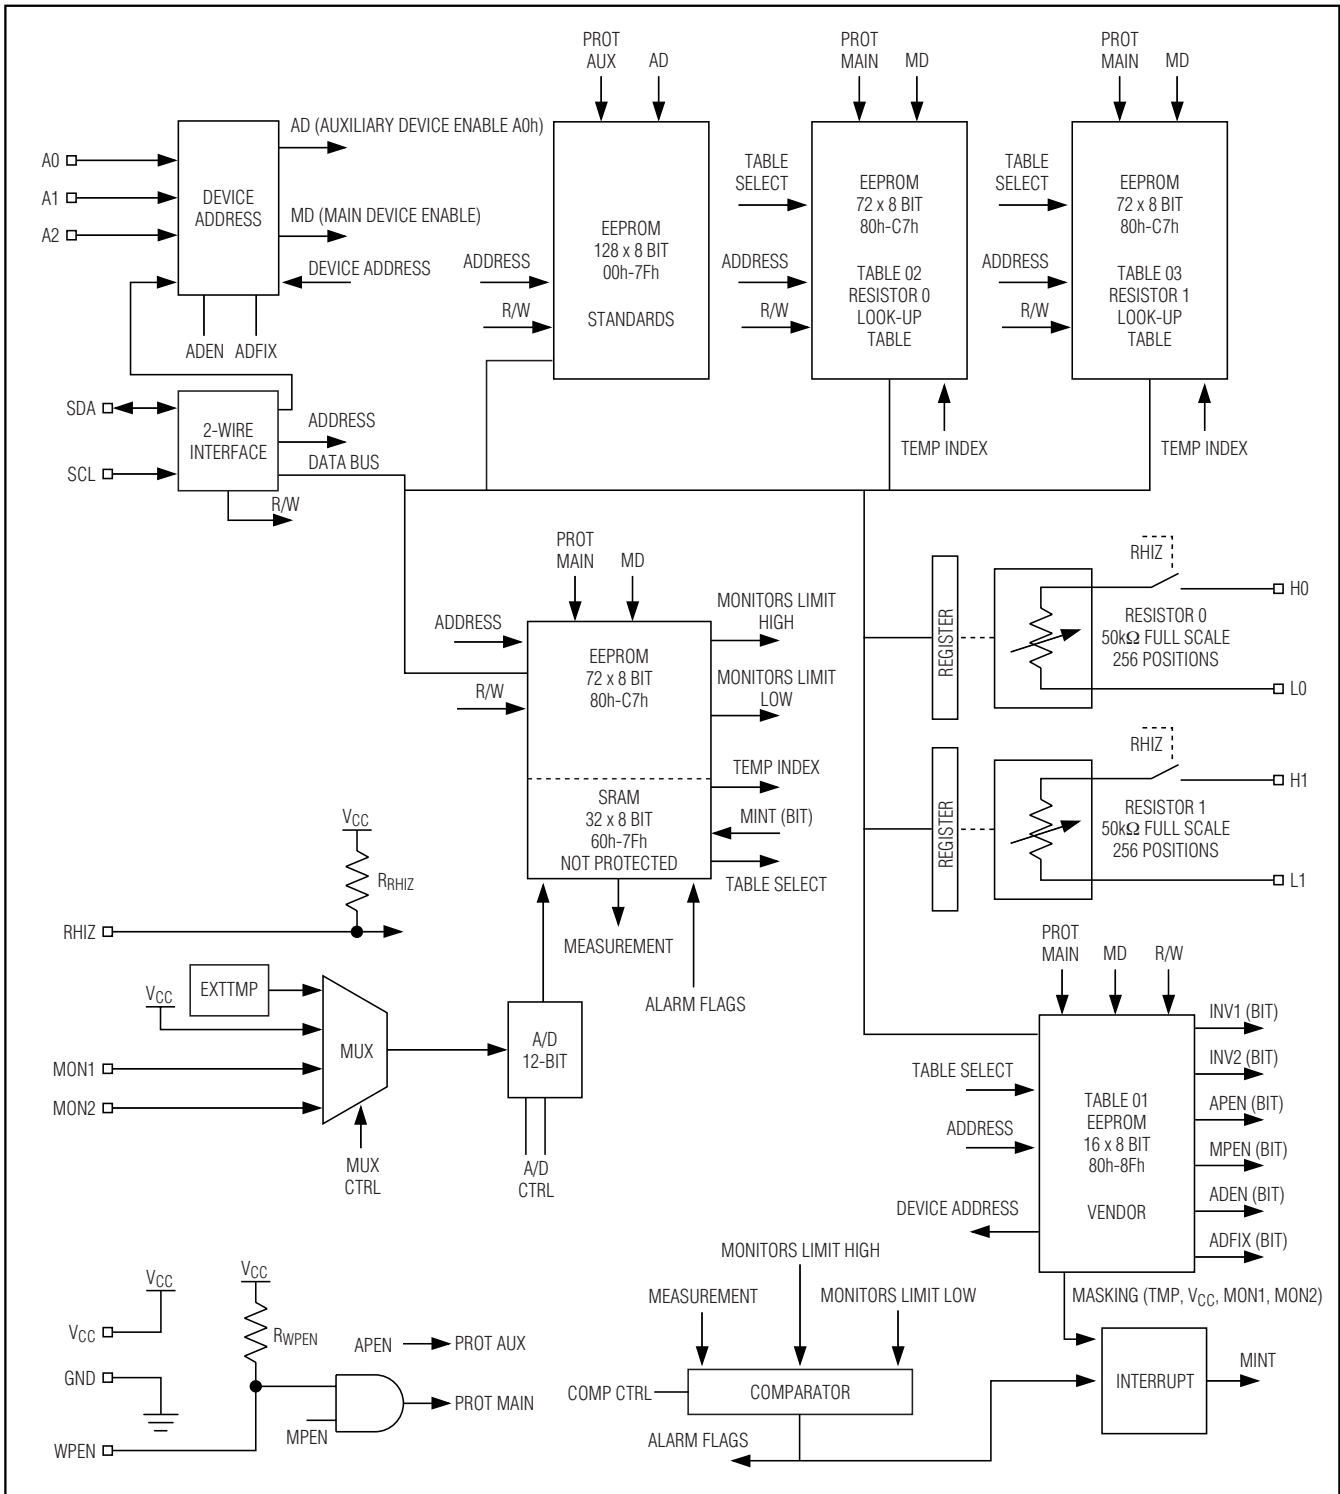 PROT
AUX
AD
PROT
MAIN
MD
PROT
MAIN
MD
AD (AUXILIARY DEVICE ENABLE A0h)
A0
A1
A2
DEVICE
ADDRESS
MD (MAIN DEVICE ENABLE)
DEVICE ADDRESS
ADEN
ADFIX
ADDRESS
R/W
EEPROM
128 x 8 BIT
00h-7Fh
STANDARDS
TABLE
SELECT
ADDRESS
R/W
EEPROM
72 x 8 BIT
80h-C7h
TABLE 02
RESISTOR 0
LOOK-UP
TABLE
TEMP INDEX
TABLE
SELECT
ADDRESS
R/W
EEPROM
72 x 8 BIT
80h-C7h
TABLE 03
RESISTOR 1
LOOK-UP
TABLE
TEMP INDEX
SDA
SCL
2-WIRE
INTERFACE
ADDRESS
DATA BUS
R/W
PROT
MAIN
MD
ADDRESS
R/W
EEPROM
72 x 8 BIT
80h-C7h
SRAM
32 x 8 BIT
60h-7Fh
NOT PROTECTED
MONITORS LIMIT
HIGH
MONITORS LIMIT
LOW
TEMP INDEX
MINT (BIT)
TABLE SELECT
MEASUREMENT
ALARM FLAGS
REGISTER
RHIZ
RESISTOR 0
50kΩ FULL SCALE
256 POSITIONS
H0
L0
REGISTER
RHIZ
RESISTOR 1
50kΩ FULL SCALE
256 POSITIONS
H1
L1
VCC
RRHIZ
RHIZ
EXTTMP
VCC
MON1
MON2
MUX
MUX
CTRL
A/D
12-BIT
A/D
CTRL
PROT
MAIN
MD
R/W
TABLE SELECT
ADDRESS
DEVICE ADDRESS
TABLE 01
EEPROM
16 x 8 BIT
80h-8Fh
VENDOR
INV1 (BIT)
INV2 (BIT)
APEN (BIT)
MPEN (BIT)
ADEN (BIT)
ADFIX (BIT)
MASKING (TMP, VCC, MON1, MON2)
VCC
VCC
GND
WPEN
VCC
RWPEN
APEN
PROT AUX
MPEN
PROT MAIN
MONITORS LIMIT HIGH
MEASUREMENT
MONITORS LIMIT LOW
COMP CTRL
COMPARATOR
ALARM FLAGS
INTERRUPT
MINT